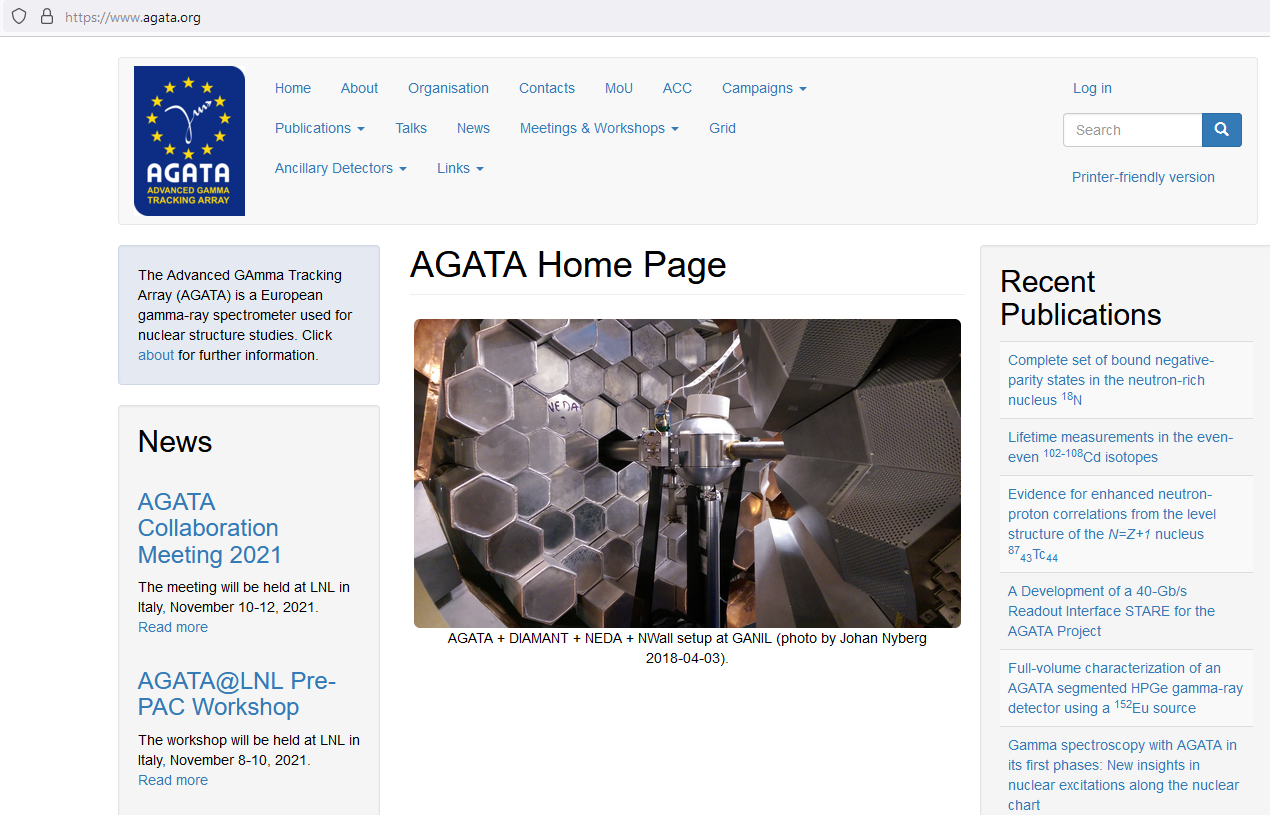 https://www.agata.org
AGATA
ADVANCED GAMMA
TRACKING ARRAY
Home About Organisation Contacts MoU ACC Campaigns
Publications Talks News Meetings & Workshops Grid
Ancillary Detectors Links
Log in
Search
Printer-friendly version
The Advanced GAmma Tracking
Array (AGATA) is a European
gamma-ray spectrometer used for
nuclear structure studies. Click
about for further information.
News
AGATA
Collaboration
Meeting 2021
The meeting will be held at LNL in
Italy, November 10-12, 2021.
Read more
AGATA@LNL Pre-
PAC Workshop
The workshop will be held at LNL in
Italy, November 8-10, 2021.
Read more
AGATA Home Page
NEDA
AGATA + DIAMANT + NEDA + NWall setup at GANIL (photo by Johan Nyberg
2018-04-03).
Recent
Publications
Complete set of bound negative-
parity states in the neutron-rich
nucleus ¹⁸N
Lifetime measurements in the even-
even ¹⁰²⁻¹⁰⁸Cd isotopes
Evidence for enhanced neutron-
proton correlations from the level
structure of the N=Z+1 nucleus
⁸⁷₄₃Tc₄₄
A Development of a 40-Gb/s
Readout Interface STARE for the
AGATA Project
Full-volume characterization of an
AGATA segmented HPGe gamma-ray
detector using a ¹⁵²Eu source
Gamma spectroscopy with AGATA in
its first phases: New insights in
nuclear excitations along the nuclear
chart